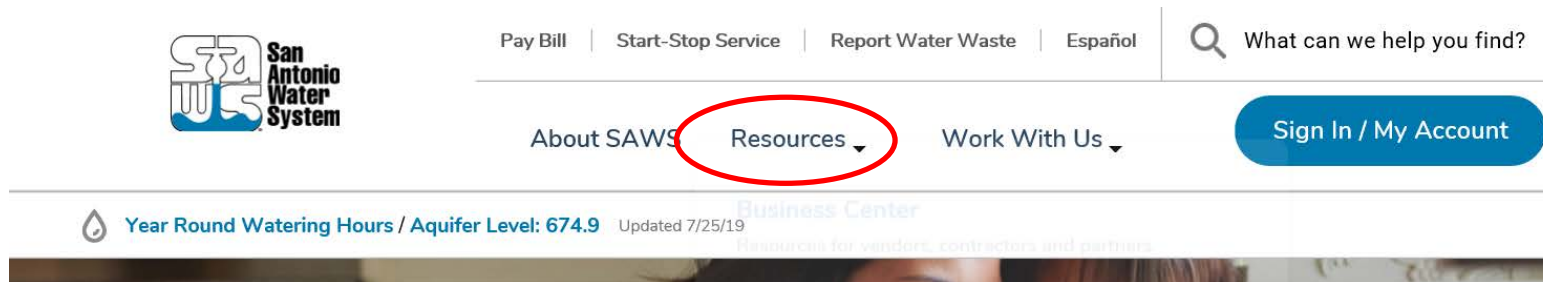 San
Antonio
Water
System
Pay Bill | Start-Stop Service | Report Water Waste | Español
What can we help you find?
About SAWS Resources Work With Us
Sign In / My Account
Business Center
Year Round Watering Hours / Aquifer Level: 674.9 Updated 7/25/19
Resources for vendors, contractors and partners